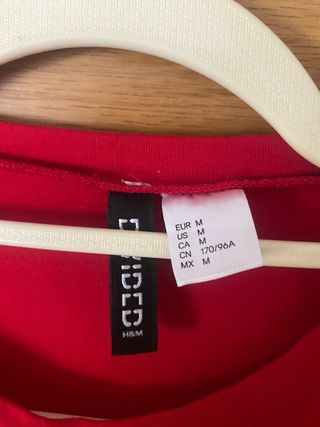 DIVIDED
H&M
EUR M
US M
CA M
CN 170/96A
MX M